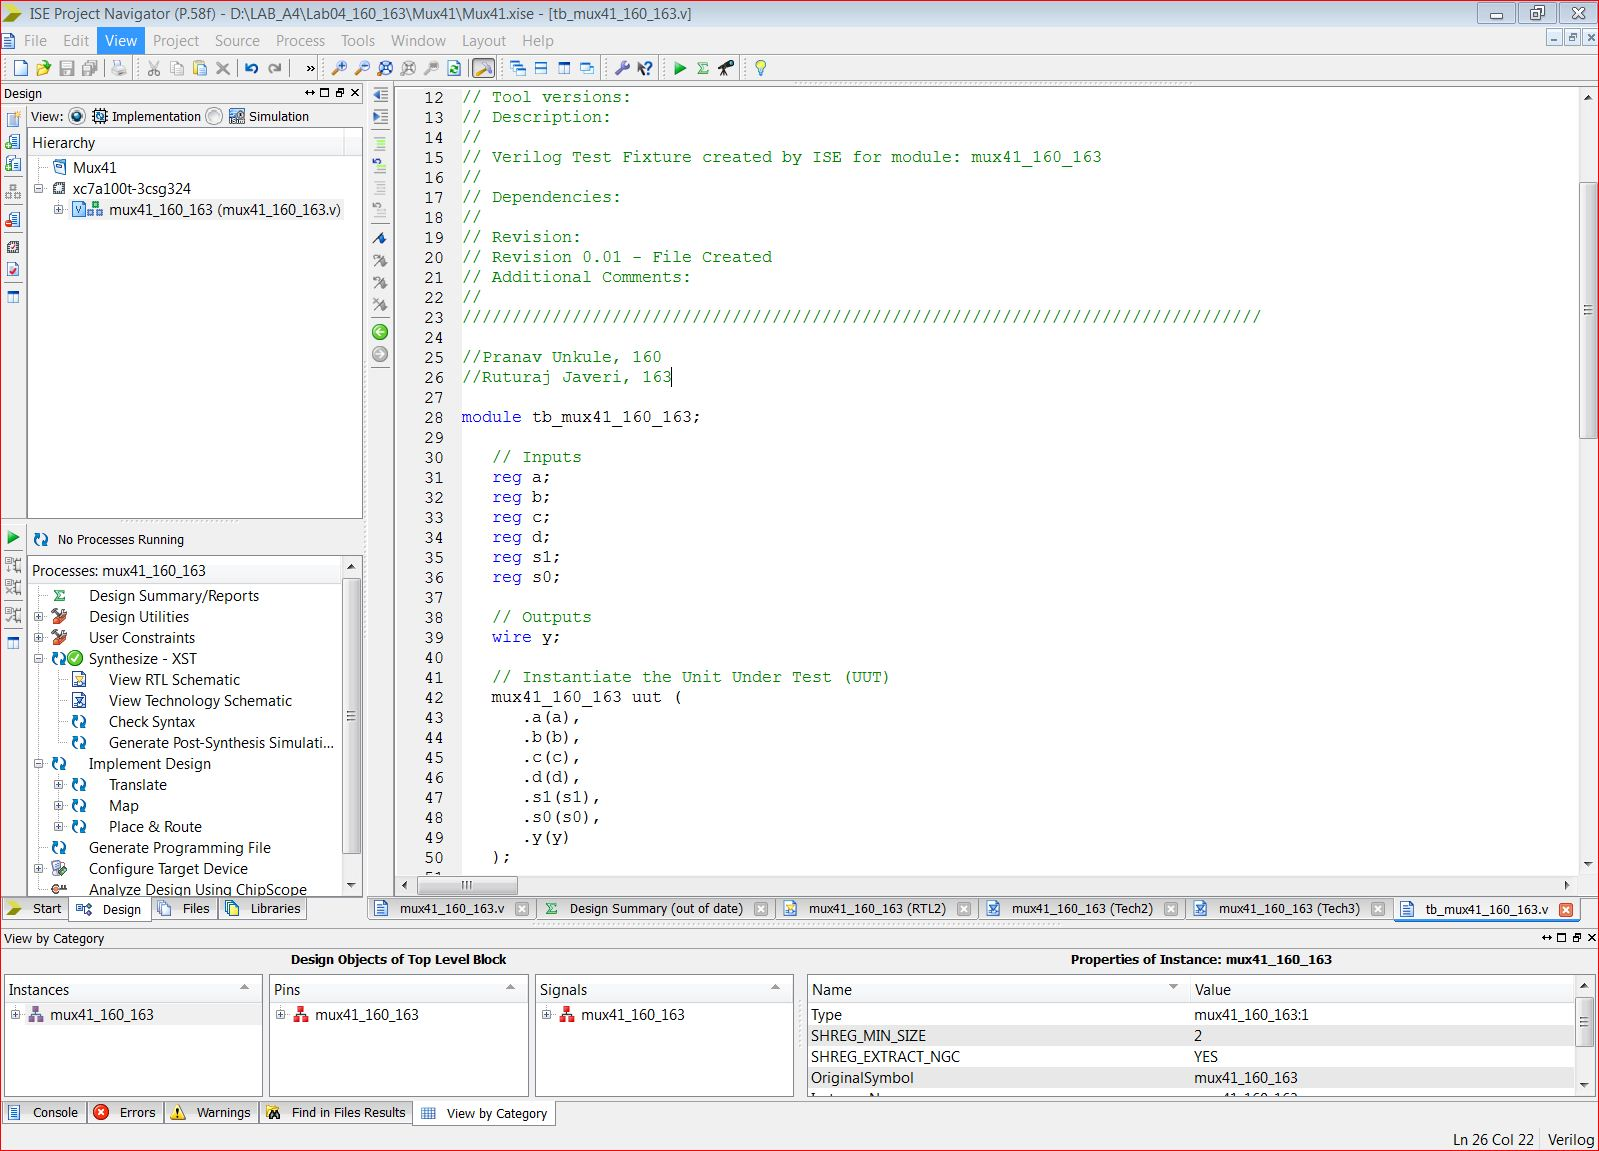 ISE Project Navigator (P.58f) - D:\LAB_A4\Lab04_160_163\Mux41\Mux41.xise - [tb_mux41_160_163.v]
File Edit View Project Source Process Tools Window Layout Help
Design
View: Implementation Simulation
Hierarchy
Mux41
xc7a100t-3csg324
mux41_160_163 (mux41_160_163.v)
No Processes Running
Processes: mux41_160_163
Design Summary/Reports
Design Utilities
User Constraints
Synthesize - XST
View RTL Schematic
View Technology Schematic
Check Syntax
Generate Post-Synthesis Simulati...
Implement Design
Translate
Map
Place & Route
Generate Programming File
Configure Target Device
Analyze Design Using ChipScope
Start Design Files Libraries
12 // Tool versions:
13 // Description:
14 //
15 // Verilog Test Fixture created by ISE for module: mux41_160_163
16 //
17 // Dependencies:
18 //
19 // Revision:
20 // Revision 0.01 - File Created
21 // Additional Comments:
22 //
23 ////////////////////////////////////////////////////////////////////////////////
24
25 //Pranav Unkule, 160
26 //Ruturaj Javeri, 163
27
28 module tb_mux41_160_163;
29
30 // Inputs
31 reg a;
32 reg b;
33 reg c;
34 reg d;
35 reg s1;
36 reg s0;
37
38 // Outputs
39 wire y;
40
41 // Instantiate the Unit Under Test (UUT)
42 mux41_160_163 uut (
43 .a(a),
44 .b(b),
45 .c(c),
46 .d(d),
47 .s1(s1),
48 .s0(s0),
49 .y(y)
50 );
mux41_160_163.v Design Summary (out of date) mux41_160_163 (RTL2) mux41_160_163 (Tech2) mux41_160_163 (Tech3) tb_mux41_160_163.v
View by Category
Design Objects of Top Level Block Properties of Instance: mux41_160_163
Instances Pins Signals Name Value
mux41_160_163 mux41_160_163 mux41_160_163 Type mux41_160_163:1
SHREG_MIN_SIZE 2
SHREG_EXTRACT_NGC YES
OriginalSymbol mux41_160_163
Console Errors Warnings Find in Files Results View by Category
Ln 26 Col 22 Verilog